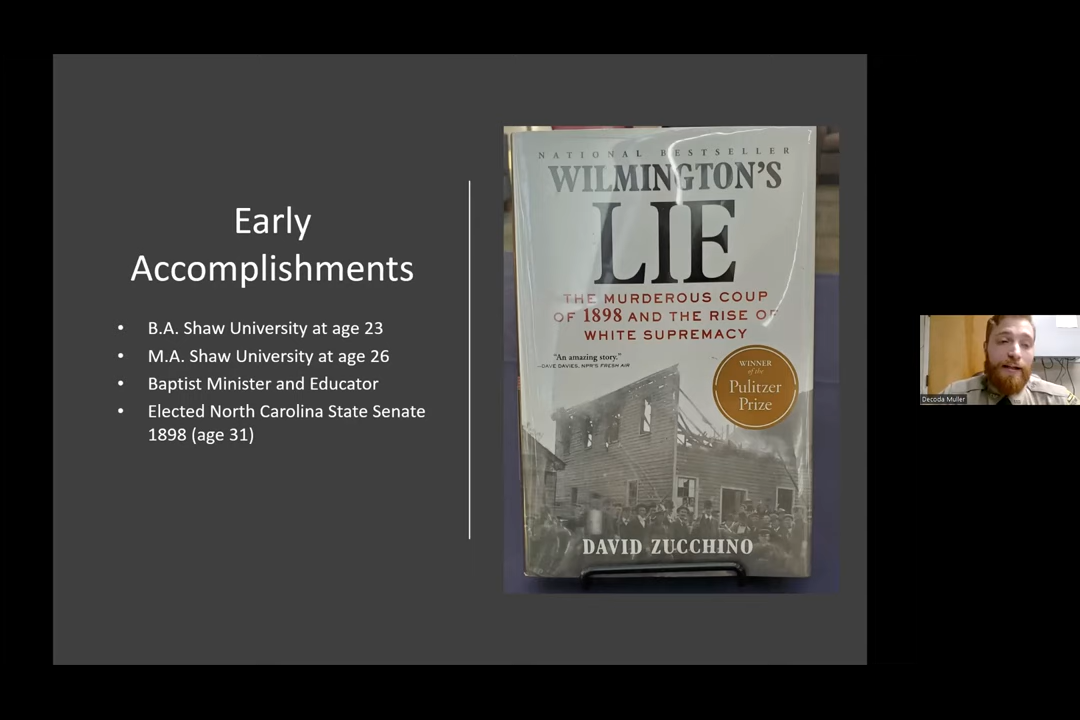 Early
Accomplishments
• B.A. Shaw University at age 23
• M.A. Shaw University at age 26
• Baptist Minister and Educator
• Elected North Carolina State Senate
1898 (age 31)
NATIONAL BESTSELLER
WILMINGTON'S
LIE
THE MURDEROUS COUP
OF 1898 AND THE RISE OF
WHITE SUPREMACY
"An amazing story."
—DAVE DAVIES, NPR'S FRESH AIR
WINNER
of the
Pulitzer
Prize
DAVID ZUCCHINO
Decoda Muller